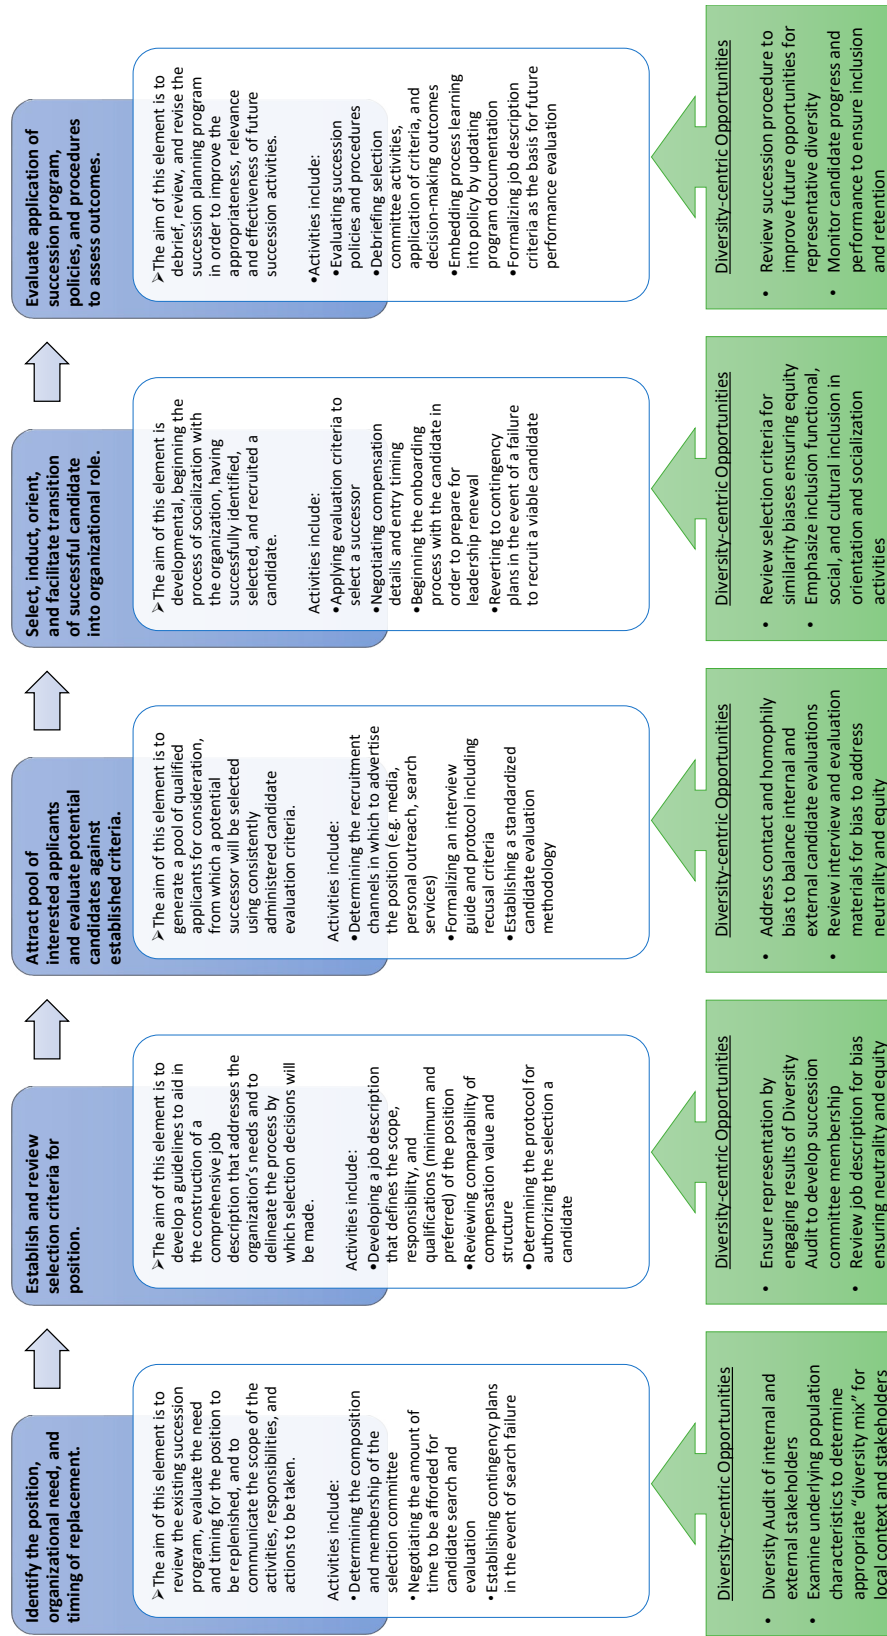 Identify the position,
organizational need, and
timing of replacement.
➢The aim of this element is to
review the existing succession
program, evaluate the need
and timing for the position to
be replenished, and to
communicate the scope of the
activities, responsibilities, and
actions to be taken.
Activities include:
•Determining the composition
and membership of the
selection committee
•Negotiating the amount of
time to be afforded for
candidate search and
evaluation
•Establishing contingency plans
in the event of search failure
Diversity-centric Opportunities
• Diversity Audit of internal and
external stakeholders
• Examine underlying population
characteristics to determine
appropriate “diversity mix” for
local context and stakeholders
Establish and review
selection criteria for
position.
➢The aim of this element is to
develop a guidelines to aid in
the construction of a
comprehensive job
description that addresses the
organization’s needs and to
delineate the process by
which selection decisions will
be made.
Activities include:
•Developing a job description
that defines the scope,
responsibility, and
qualifications (minimum and
preferred) of the position
•Reviewing comparability of
compensation value and
structure
•Determining the protocol for
authorizing the selection a
candidate
Diversity-centric Opportunities
• Ensure representation by
engaging results of Diversity
Audit to develop succession
committee membership
• Review job description for bias
ensuring neutrality and equity
Attract pool of
interested applicants
and evaluate potential
candidates against
established criteria.
➢The aim of this element is to
generate a pool of qualified
applicants for consideration,
from which a potential
successor will be selected
using consistently
administered candidate
evaluation criteria.
Activities include:
•Determining the recruitment
channels in which to advertise
the position (e.g. media,
personal outreach, search
services)
•Formalizing an interview
guide and protocol including
recusal criteria
•Establishing a standardized
candidate evaluation
methodology
Diversity-centric Opportunities
• Address contact and homophily
bias to balance internal and
external candidate evaluations
• Review interview and evaluation
materials for bias to address
neutrality and equity
Select, induct, orient,
and facilitate transition
of successful candidate
into organizational role.
➢The aim of this element is
developmental, beginning the
process of socialization with
the organization, having
successfully identified,
selected, and recruited a
candidate.
Activities include:
•Applying evaluation criteria to
select a successor
•Negotiating compensation
details and entry timing
•Beginning the onboarding
process with the candidate in
order to prepare for
leadership renewal
•Reverting to contingency
plans in the event of a failure
to recruit a viable candidate
Diversity-centric Opportunities
• Review selection criteria for
similarity biases ensuring equity
• Emphasize inclusion functional,
social, and cultural inclusion in
orientation and socialization
activities
Evaluate application of
succession program,
policies, and procedures
to assess outcomes.
➢The aim of this element is to
debrief, review, and revise the
succession planning program
in order to improve the
appropriateness, relevance
and effectiveness of future
succession activities.
•Activities include:
•Evaluating succession
policies and procedures
•Debriefing selection
committee activities,
application of criteria, and
decision-making outcomes
•Embedding process learning
into policy by updating
program documentation
•Formalizing job description
criteria as the basis for future
performance evaluation
Diversity-centric Opportunities
• Review succession procedure to
improve future opportunities for
representative diversity
• Monitor candidate progress and
performance to ensure inclusion
and retention